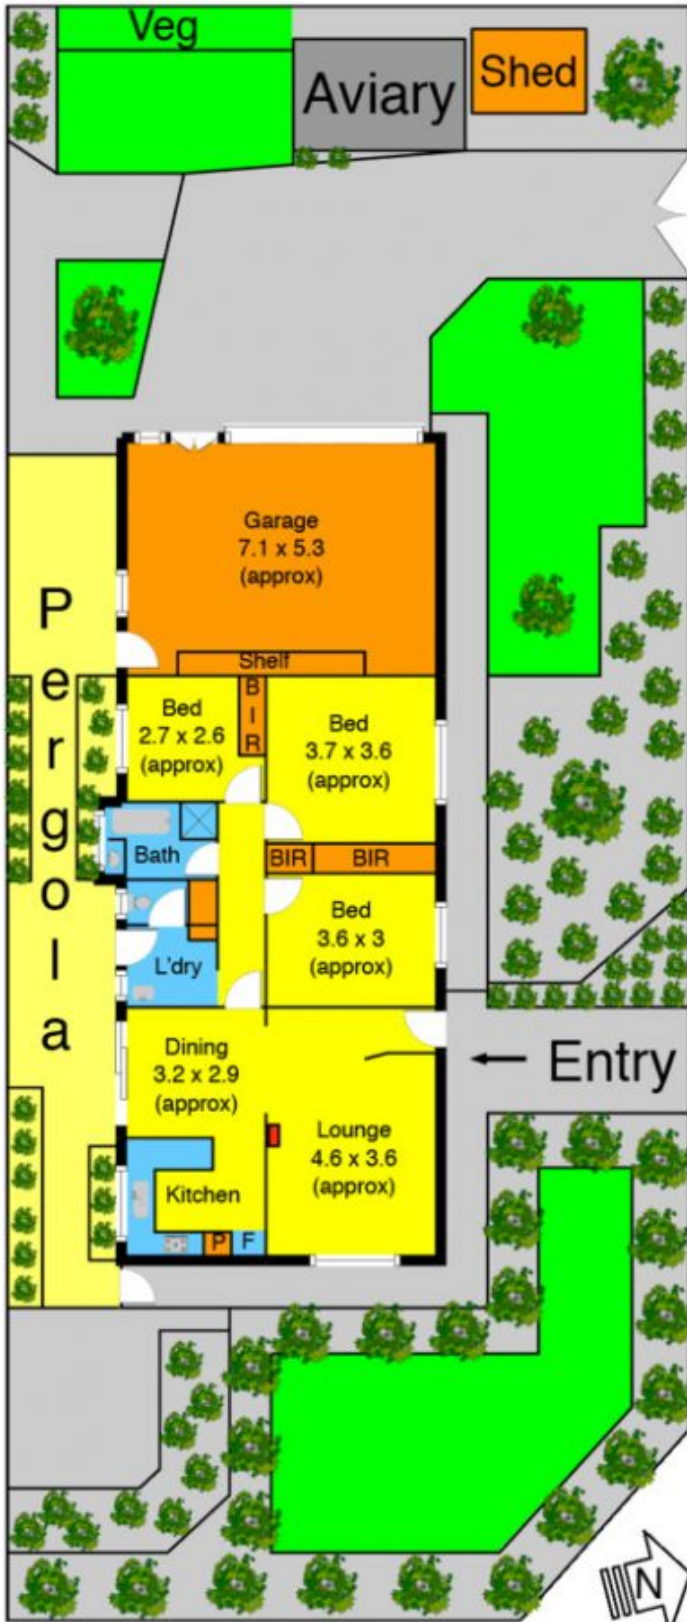 Veg
Aviary
Shed
Garage
7.1 x 5.3
(approx)
Shelf
Pergola
Bed
2.7 x 2.6
(approx)
BIR
Bed
3.7 x 3.6
(approx)
Bath
BIR
BIR
Bed
3.6 x 3
(approx)
L'dry
Dining
3.2 x 2.9
(approx)
Entry
Lounge
4.6 x 3.6
(approx)
Kitchen
P
F
N